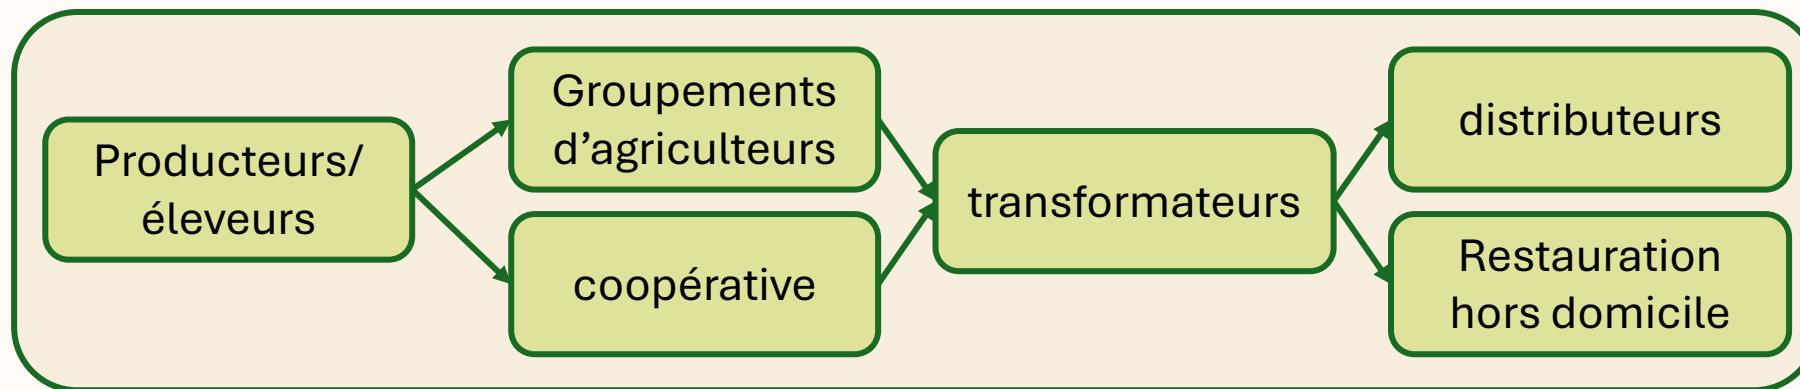 Producteurs/
éleveurs
Groupements
d’agriculteurs
coopérative
transformateurs
distributeurs
Restauration
hors domicile